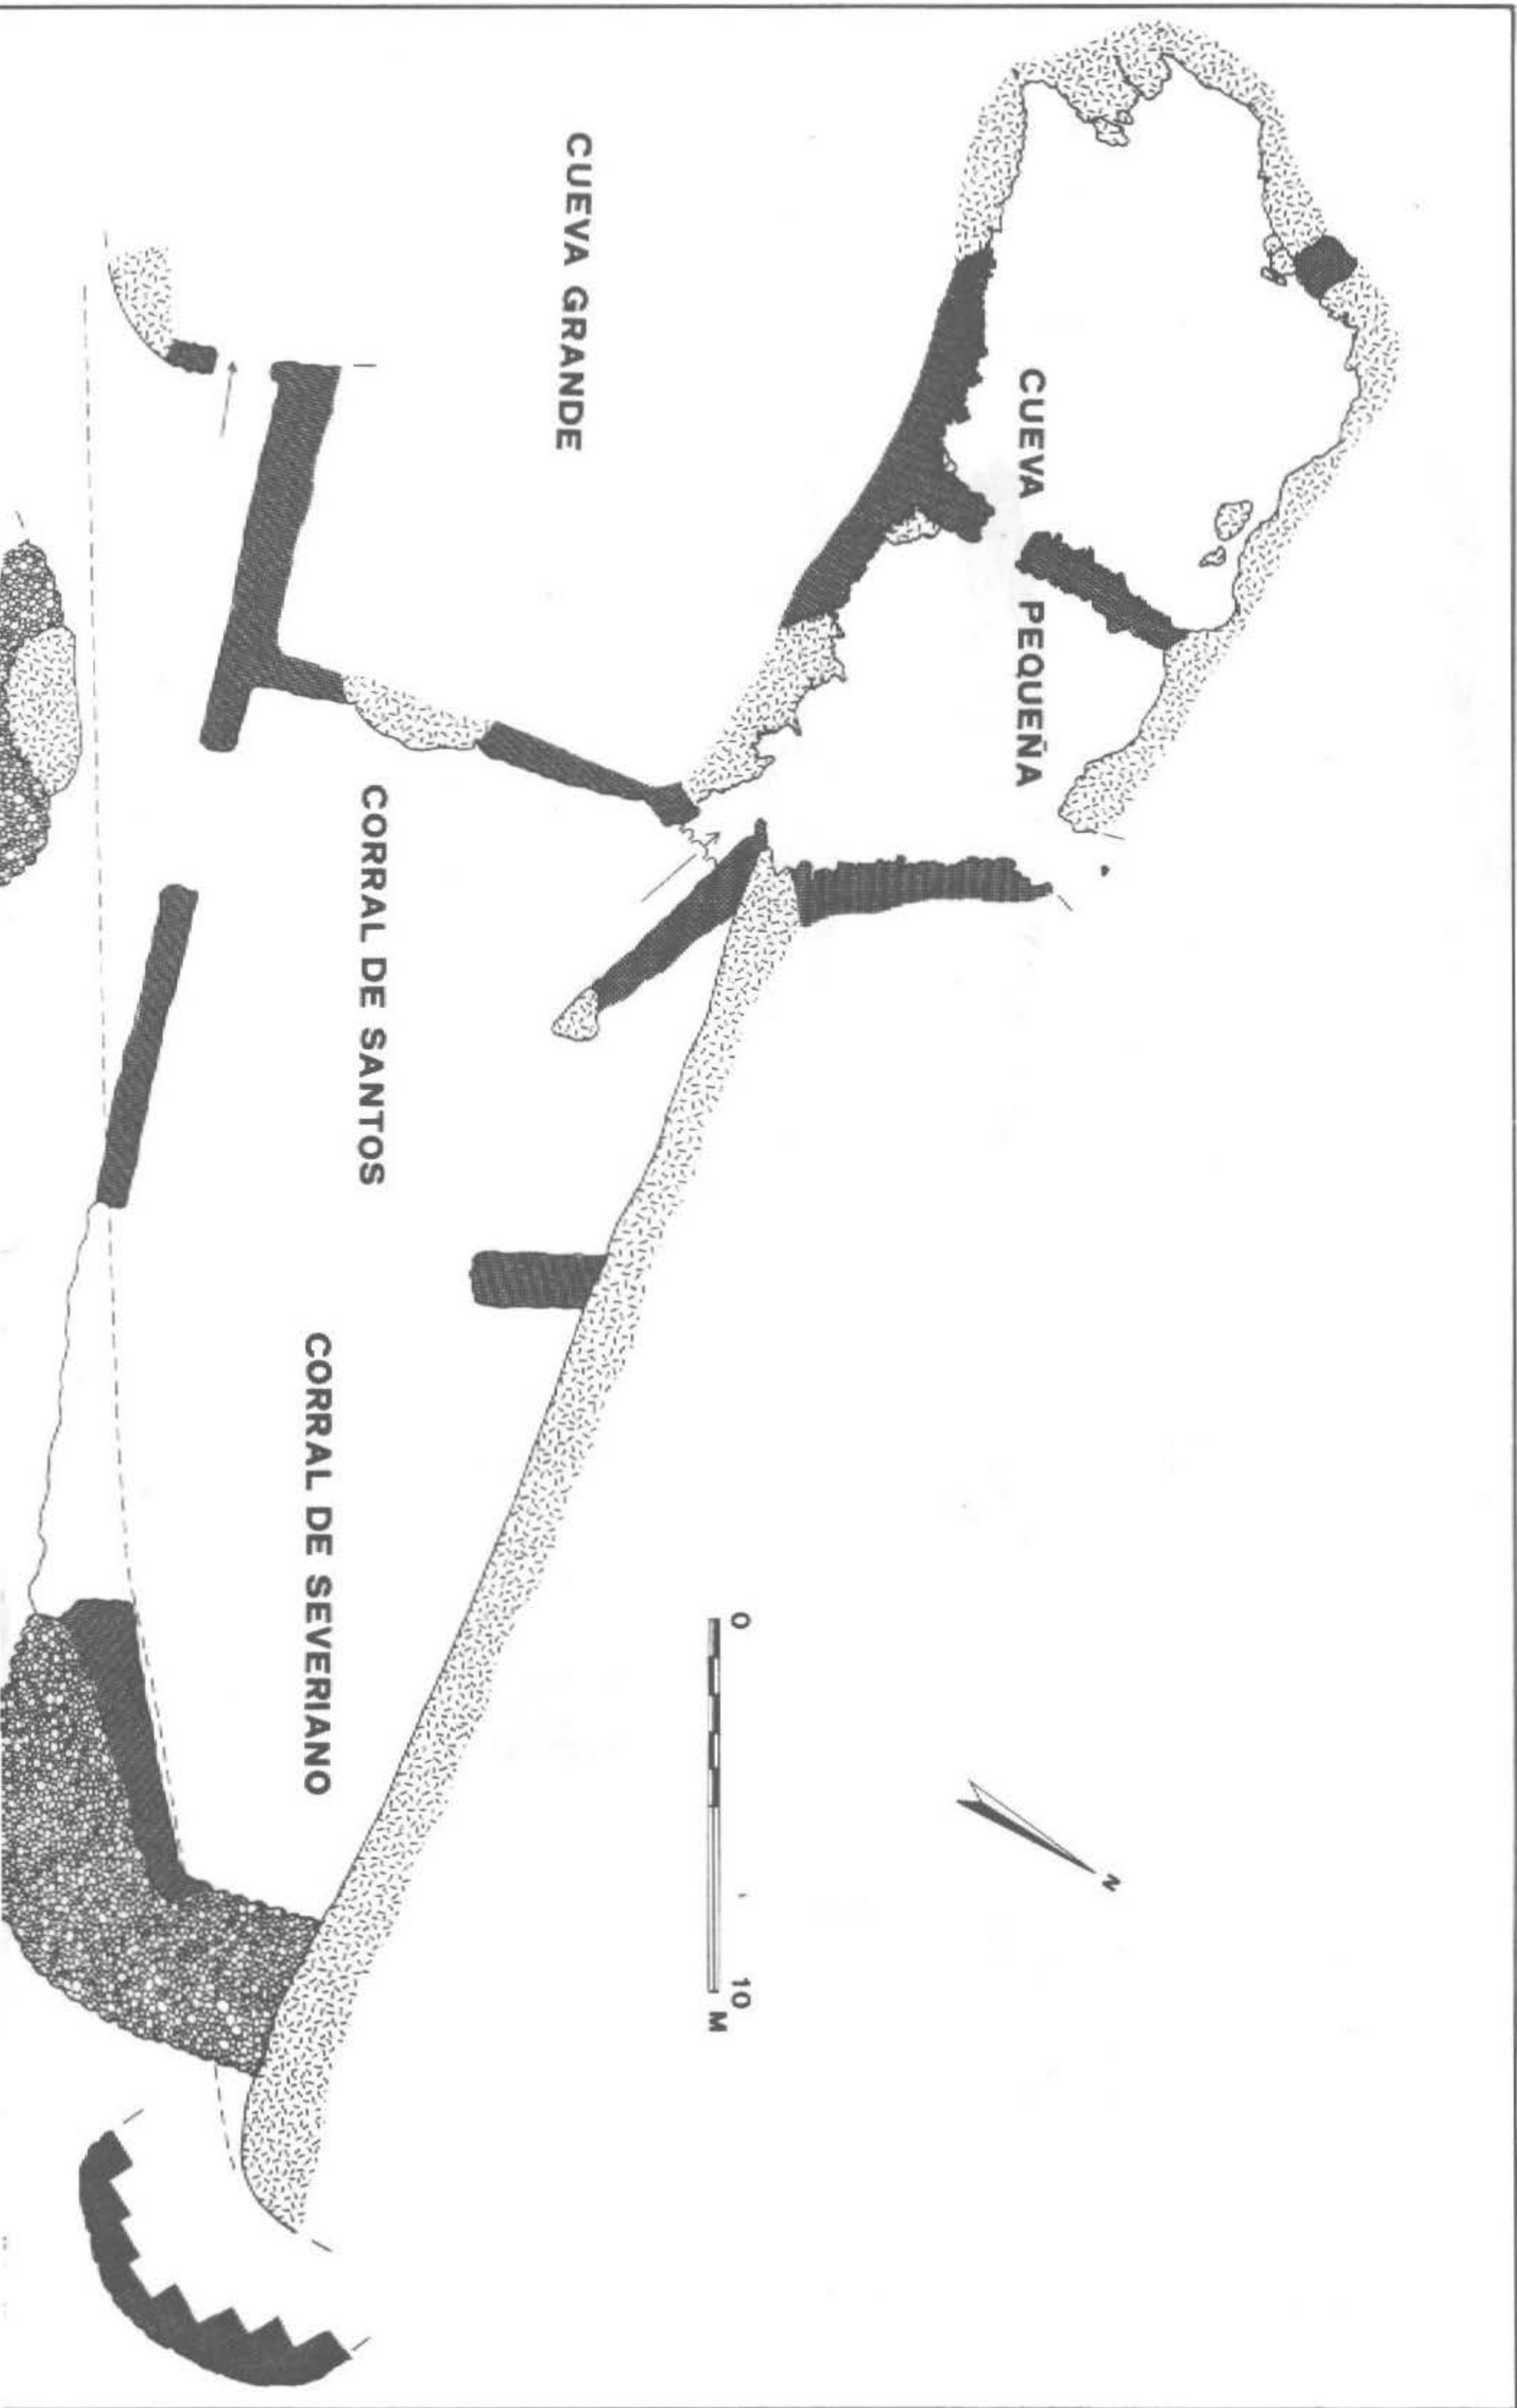 CUEVA PEQUEÑA
CUEVA GRANDE
CORRAL DE SANTOS
CORRAL DE SEVERIANO
0 10 M
N